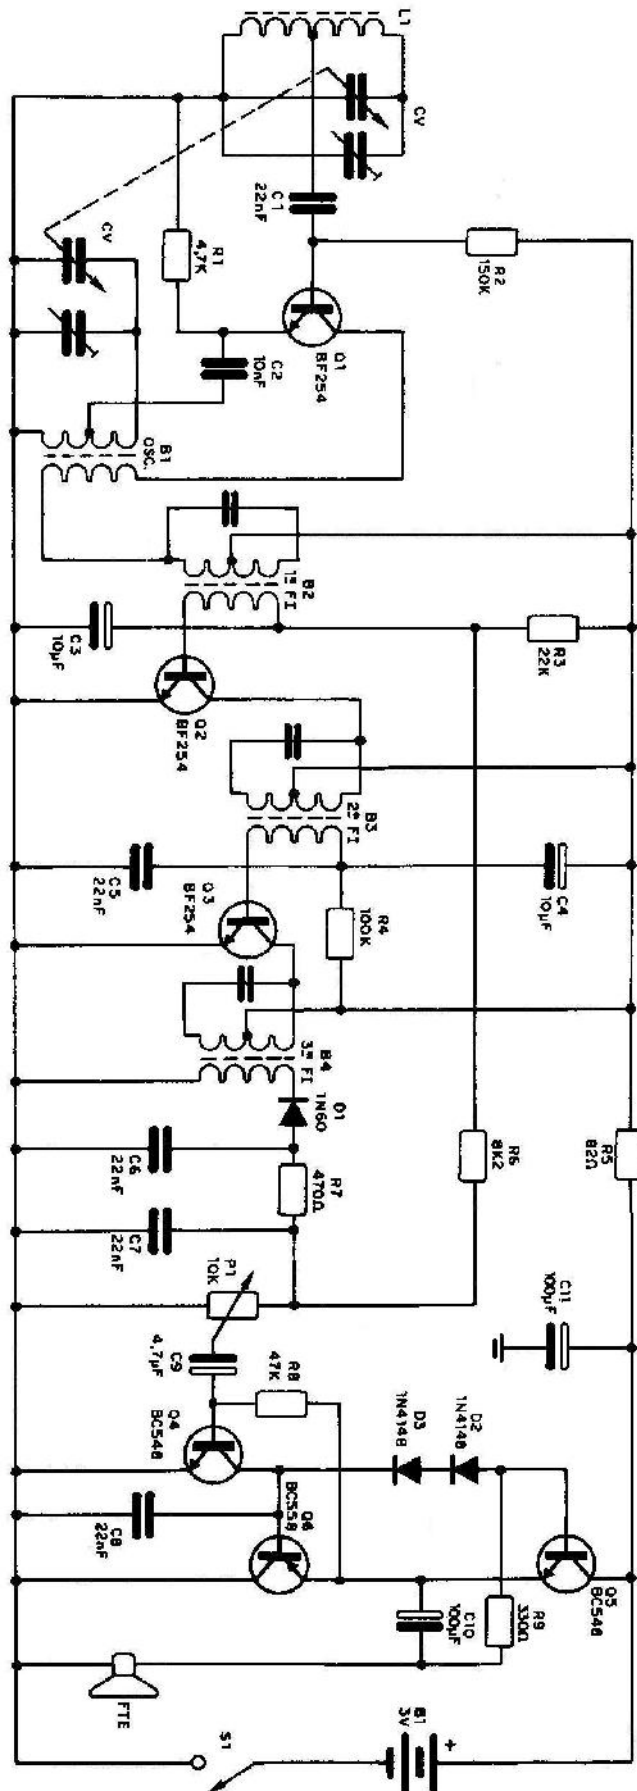 L1
CV
C1
22nF
R2
150K
CV
R1
4,7K
Q1
BF254
C2
10nF
B1
OSC.
B2
1ª FI
C3
10µF
R3
22K
Q2
BF254
B3
2ª FI
C5
22nF
Q3
BF254
R4
100K
C4
10µF
B4
3ª FI
D1
1N60
C6
22nF
R7
470Ω
R6
8K2
R5
82Ω
C7
22nF
P1
10K
C11
100µF
C9
4,7µF
R8
47K
Q4
BC548
D3
1N4148
D2
1N4148
C8
22nF
Q6
BC558
Q5
BC548
C10
100µF
R9
330Ω
FTE
S1
B1
3V
+